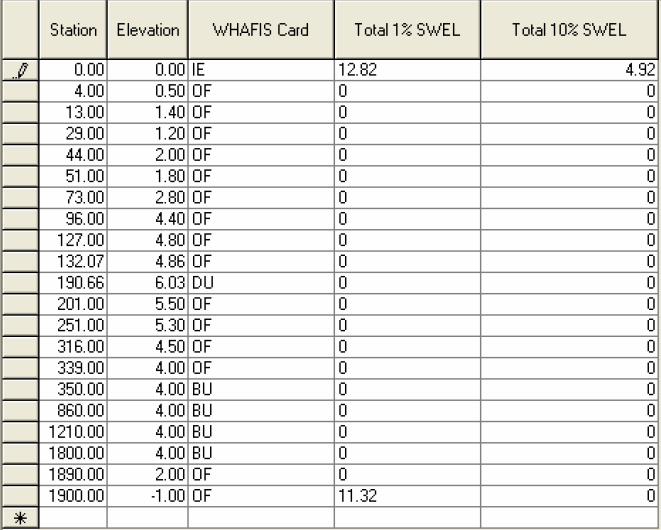 Station Elevation WHAFIS Card Total 1% SWEL Total 10% SWEL
0.00 0.00 IE 12.82 4.92
4.00 0.50 OF 0 0
13.00 1.40 OF 0 0
29.00 1.20 OF 0 0
44.00 2.00 OF 0 0
51.00 1.80 OF 0 0
73.00 2.80 OF 0 0
96.00 4.40 OF 0 0
127.00 4.80 OF 0 0
132.07 4.86 OF 0 0
190.66 6.03 DU 0 0
201.00 5.50 OF 0 0
251.00 5.30 OF 0 0
316.00 4.50 OF 0 0
339.00 4.00 OF 0 0
350.00 4.00 BU 0 0
860.00 4.00 BU 0 0
1210.00 4.00 BU 0 0
1800.00 4.00 BU 0 0
1890.00 2.00 OF 0 0
1900.00 -1.00 OF 11.32 0
*